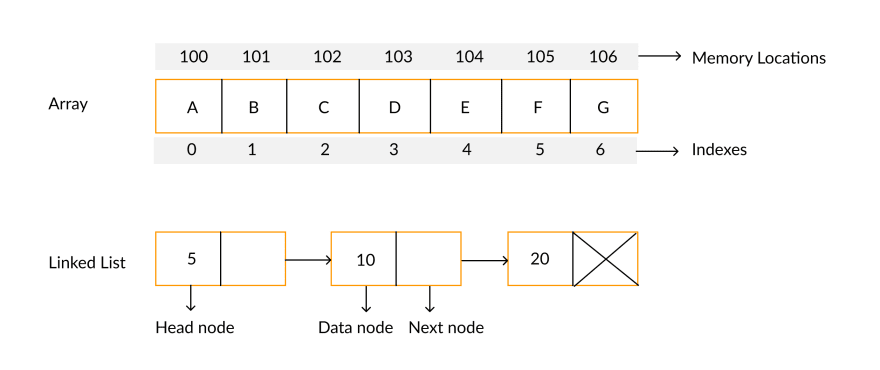 100 101 102 103 104 105 106 Memory Locations
Array A B C D E F G
0 1 2 3 4 5 6 Indexes
Linked List 5 10 20
Head node Data node Next node